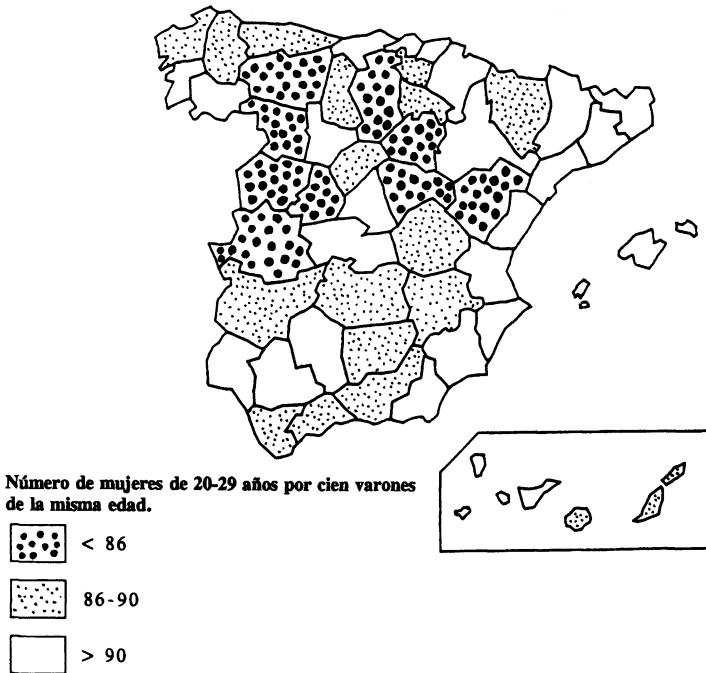 Número de mujeres de 20-29 años por cien varones
de la misma edad.
< 86
86-90
> 90